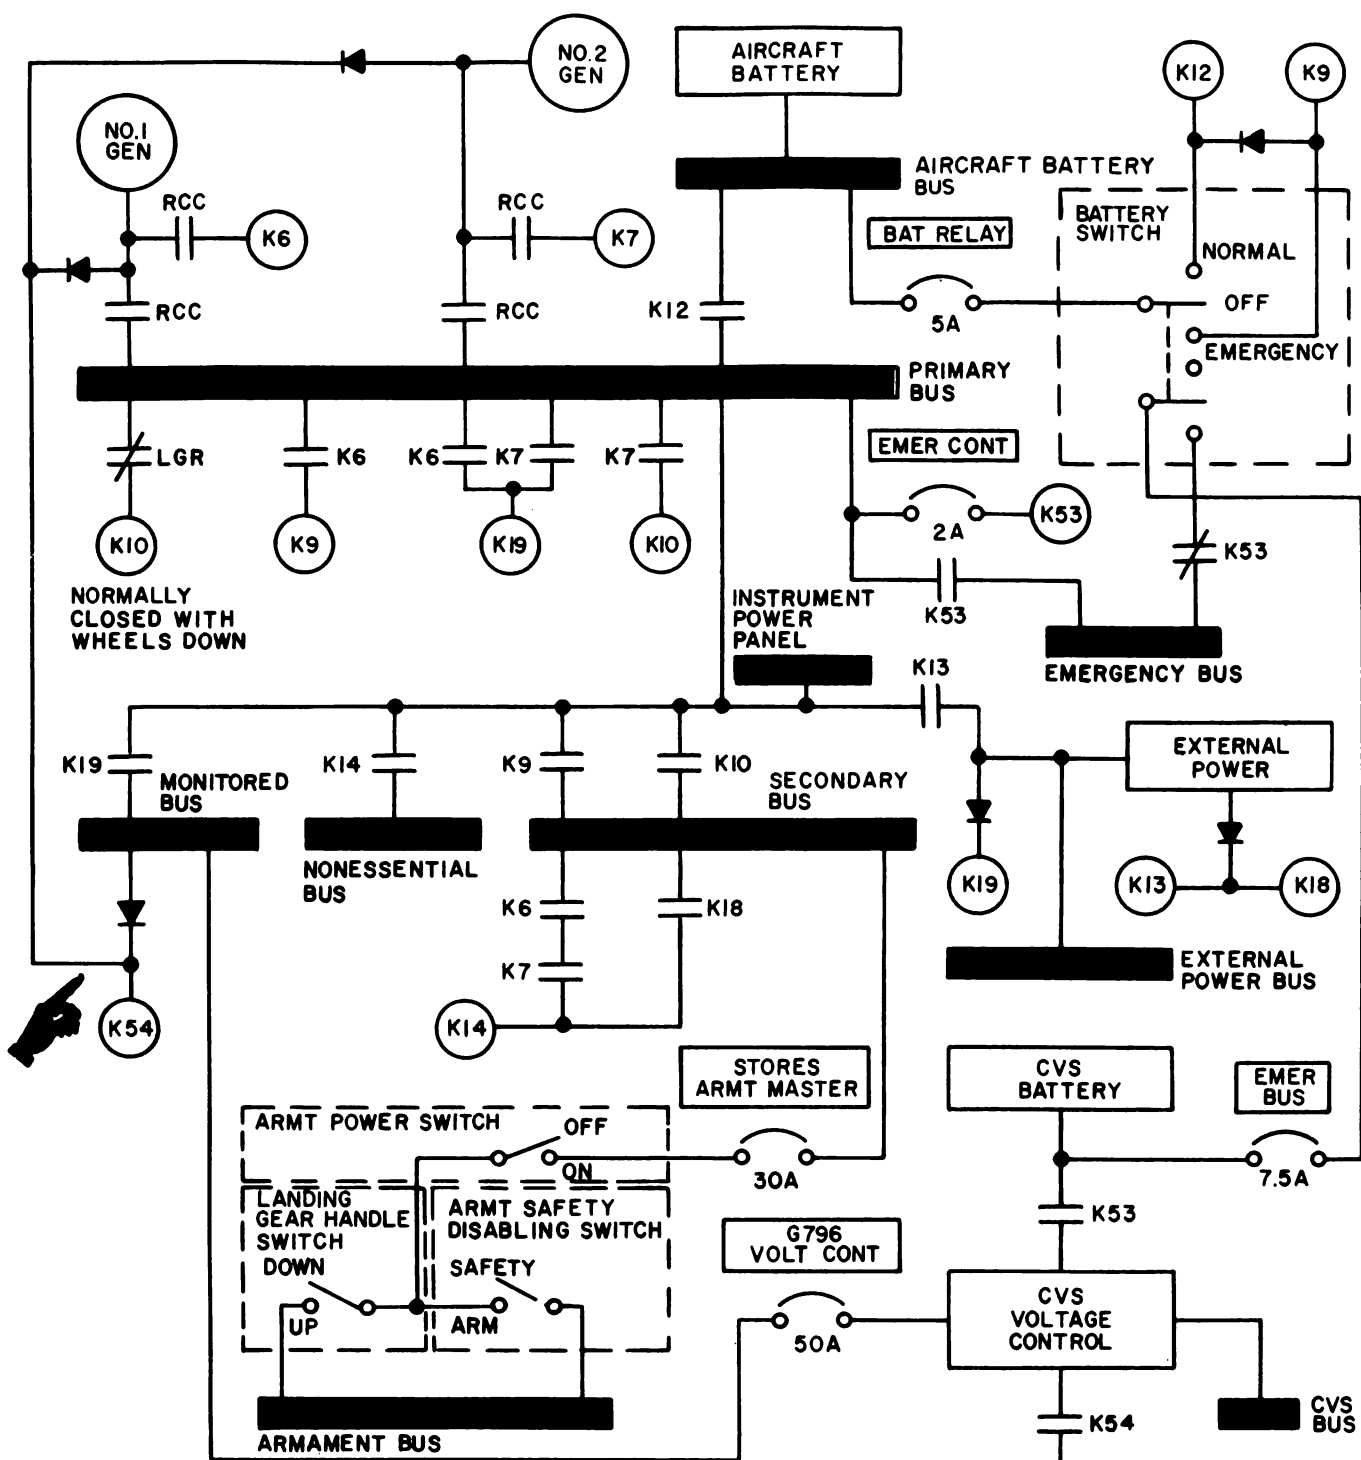 NO.2
GEN
AIRCRAFT
BATTERY
K12
K9
NO.1
GEN
AIRCRAFT BATTERY
BUS
RCC
K6
RCC
K7
BAT RELAY
BATTERY
SWITCH
NORMAL
RCC
RCC
K12
5A
OFF
EMERGENCY
PRIMARY
BUS
LGR
K6
K6
K7
K7
EMER CONT
K10
K9
K19
K10
2A
K53
K53
NORMALLY
CLOSED WITH
WHEELS DOWN
INSTRUMENT
POWER
PANEL
K53
K13
EMERGENCY BUS
K19
MONITORED
BUS
K14
K9
K10
SECONDARY
BUS
EXTERNAL
POWER
NONESSENTIAL
BUS
K6
K18
K19
K13
K18
K7
EXTERNAL
POWER BUS
K54
K14
STORES
ARMT MASTER
CVS
BATTERY
EMER
BUS
ARMT POWER SWITCH
OFF
ON
30A
7.5A
LANDING
GEAR HANDLE
SWITCH
DOWN
UP
ARMT SAFETY
DISABLING SWITCH
SAFETY
ARM
G796
VOLT CONT
K53
50A
CVS
VOLTAGE
CONTROL
K54
CVS
BUS
ARMAMENT BUS